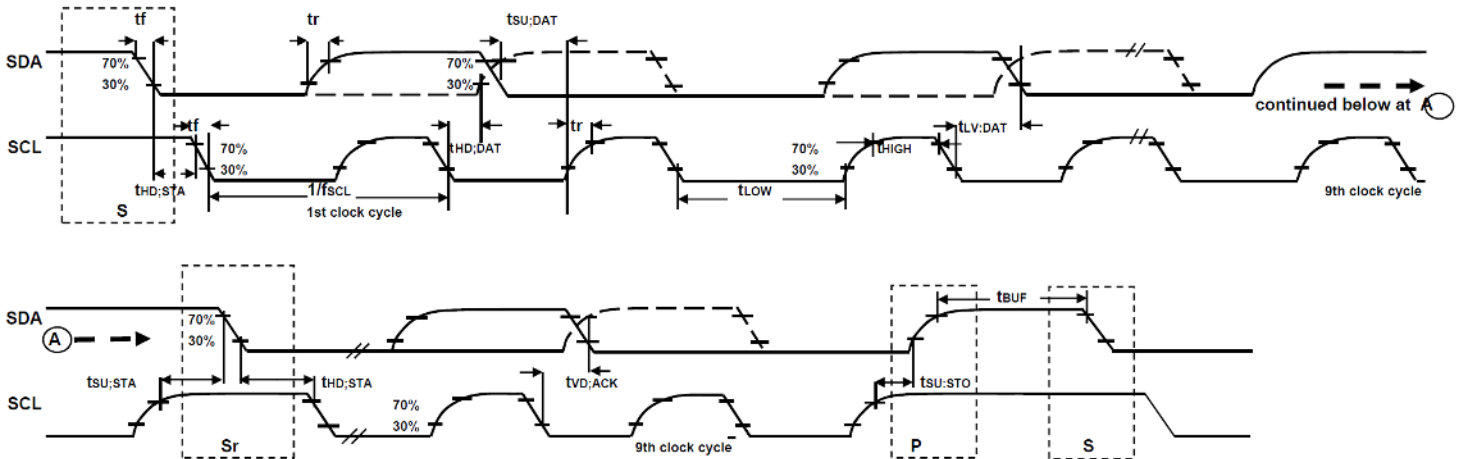 tf
tr
tSU;DAT
SDA
70%
30%
70%
30%
continued below at A
tf
tr
tLV:DAT
SCL
70%
30%
tHD;DAT
70%
30%
tHIGH
tHD;STA
1/fSCL
tLOW
S
1st clock cycle
9th clock cycle
tBUF
SDA
70%
30%
A
tSU;STA
tHD;STA
tVD;ACK
tSU:STO
SCL
70%
30%
Sr
9th clock cycle
P
S